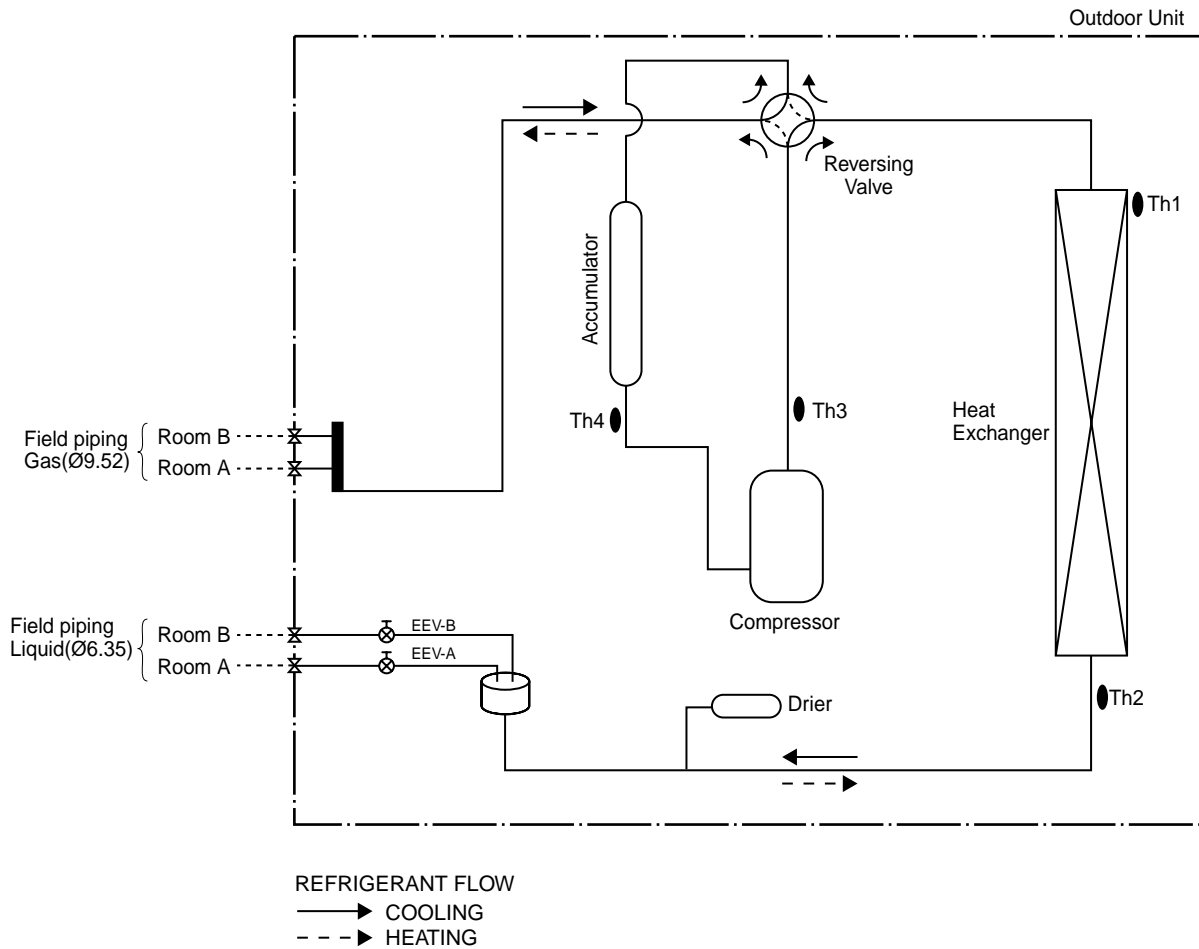 Outdoor Unit
Reversing
Valve
Th1
Accumulator
Th4
Th3
Heat
Exchanger
Field piping
Gas(Ø9.52)
Room B
Room A
Compressor
Field piping
Liquid(Ø6.35)
Room B
Room A
EEV-B
EEV-A
Drier
Th2
REFRIGERANT FLOW
COOLING
HEATING